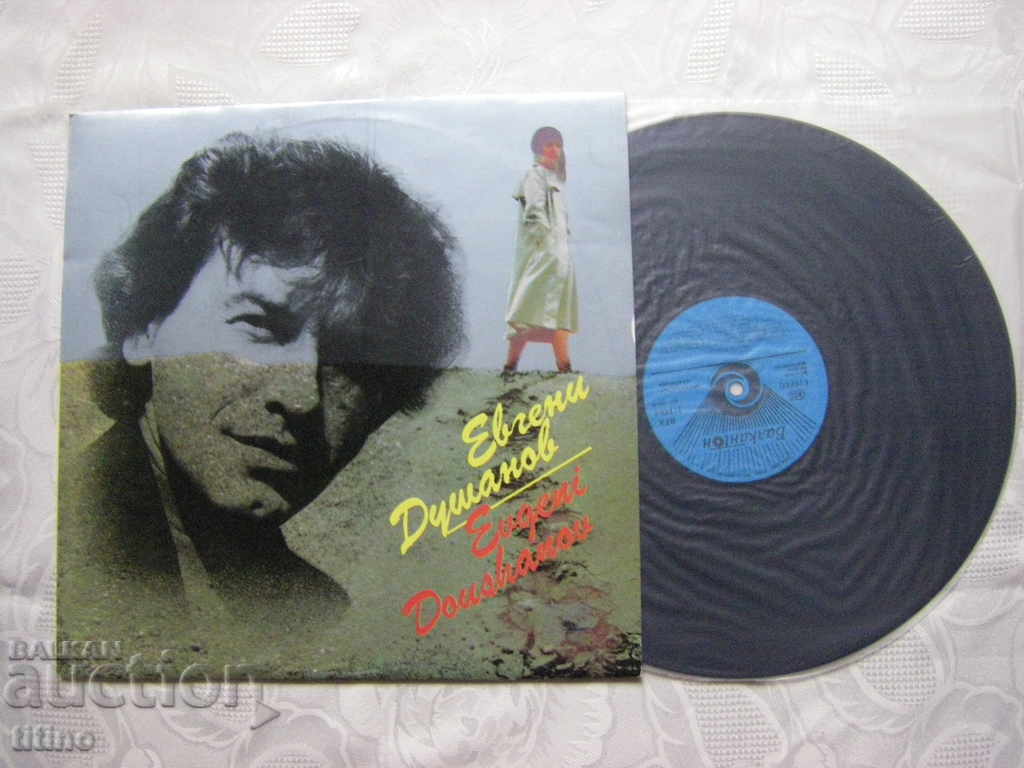 Евгени
Душанов
Evgeni
Doushanov
Балкантон
BALKAN
auction
titino